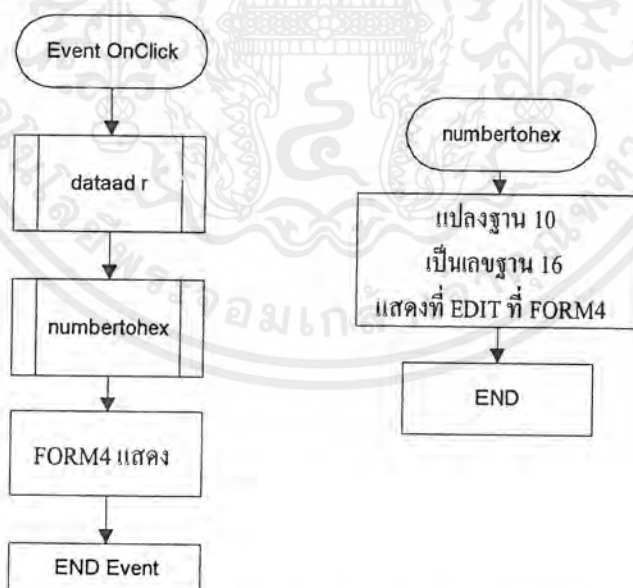 Event OnClick
dataad r
numbertohex
FORM4 แสดง
END Event
numbertohex
แปลงฐาน 10
เป็นเลขฐาน 16
แสดงที่ EDIT ที่ FORM4
END